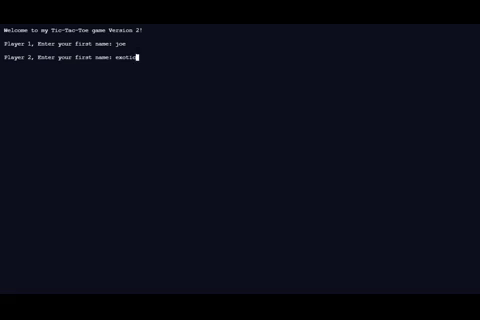 Welcome to my Tic-Tac-Toe game Version 2!
Player 1, Enter your first name: joe
Player 2, Enter your first name: exotic